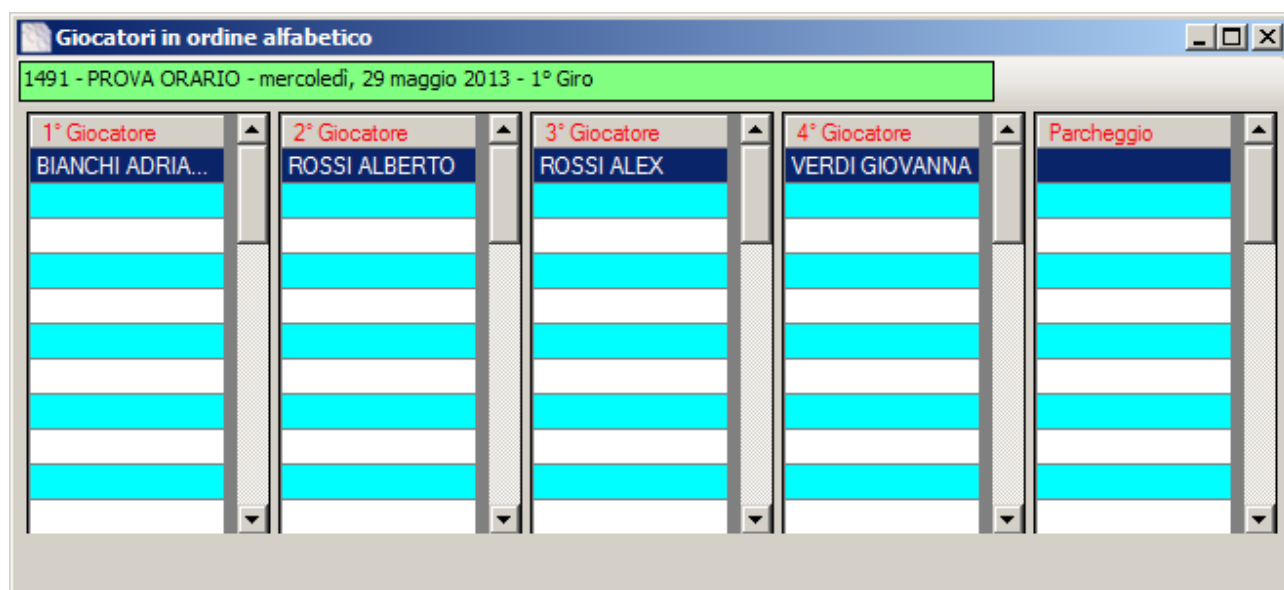 Giocatori in ordine alfabetico
1491 - PROVA ORARIO - mercoledì, 29 maggio 2013 - 1º Giro
1° Giocatore 2° Giocatore 3° Giocatore 4° Giocatore Parcheggio
BIANCHI ADRIA... ROSSI ALBERTO ROSSI ALEX VERDI GIOVANNA